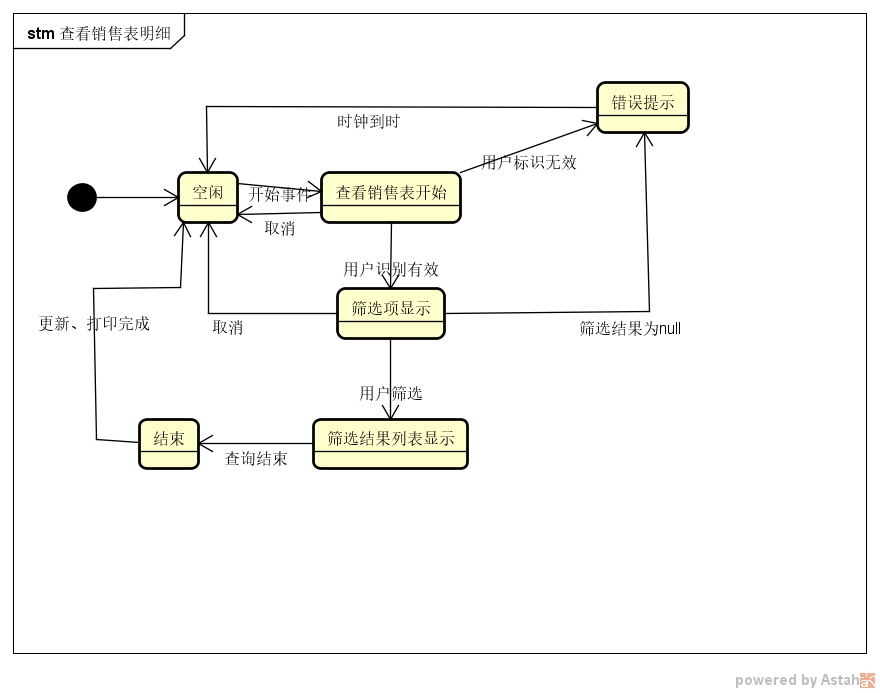 stm 查看销售表明细
错误提示
时钟到时
用户标识无效
空闲
开始事件
查看销售表开始
取消
用户识别有效
筛选项显示
更新、打印完成
取消
筛选结果为null
用户筛选
结束
筛选结果列表显示
查询结束
powered by Astah